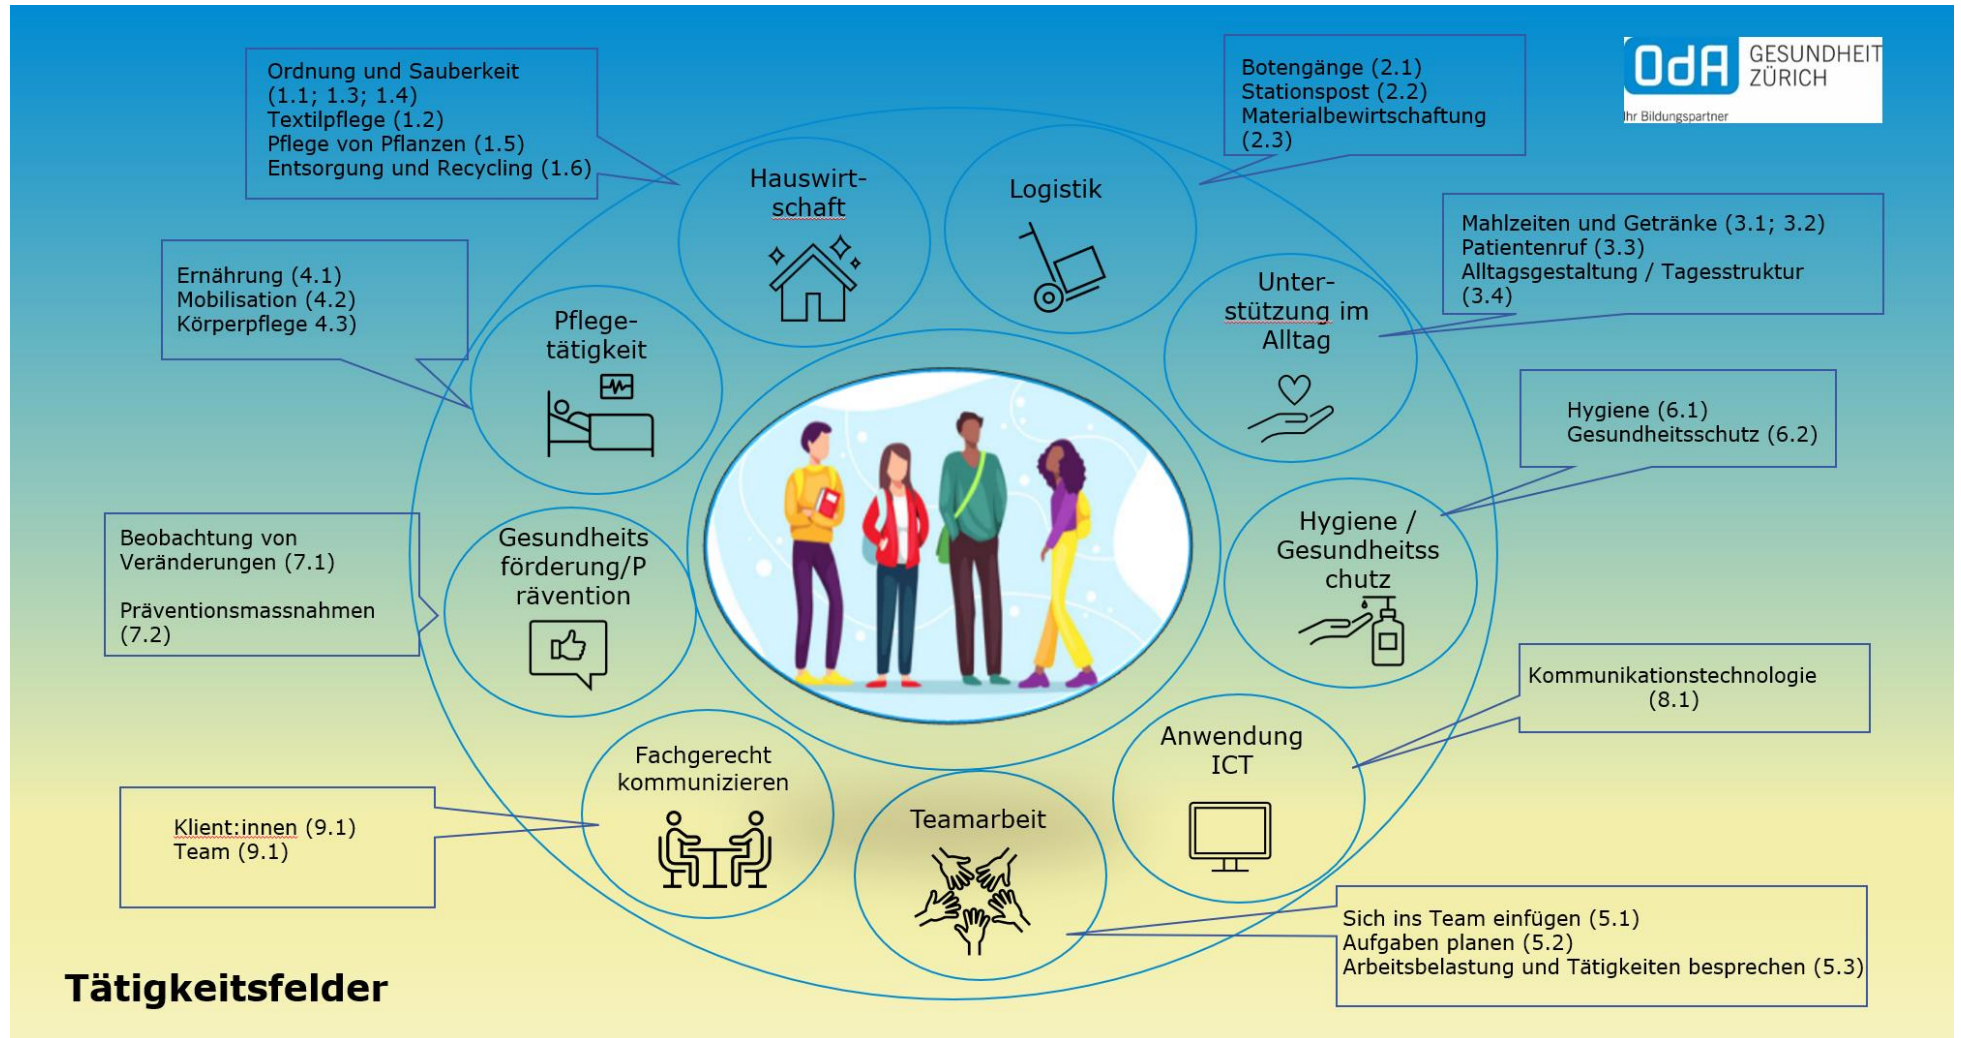 Ordnung und Sauberkeit
(1.1; 1.3; 1.4)
Textilpflege (1.2)
Pflege von Pflanzen (1.5)
Entsorgung und Recycling (1.6)
Botengänge (2.1)
Stationspost (2.2)
Materialbewirtschaftung
(2.3)
OdA
GESUNDHEIT
ZÜRICH
Ihr Bildungspartner
Hauswirt-
schaft
Logistik
Mahlzeiten und Getränke (3.1; 3.2)
Patientenruf (3.3)
Alltagsgestaltung / Tagesstruktur
(3.4)
Ernährung (4.1)
Mobilisation (4.2)
Körperpflege 4.3)
Pflege-
tätigkeit
Unter-
stützung im
Alltag
Hygiene (6.1)
Gesundheitsschutz (6.2)
Beobachtung von
Veränderungen (7.1)
Präventionsmassnahmen
(7.2)
Gesundheits
förderung/P
rävention
Hygiene /
Gesundheitss
chutz
Kommunikationstechnologie
(8.1)
Anwendung
ICT
Fachgerecht
kommunizieren
Teamarbeit
Klient:innen (9.1)
Team (9.1)
Sich ins Team einfügen (5.1)
Aufgaben planen (5.2)
Arbeitsbelastung und Tätigkeiten besprechen (5.3)
Tätigkeitsfelder